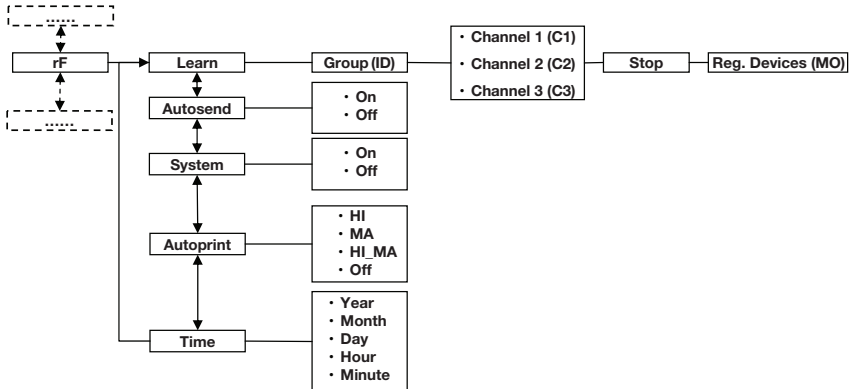 ......
rF
......
Learn
Group (ID)
• Channel 1 (C1)
• Channel 2 (C2)
• Channel 3 (C3)
Stop
Reg. Devices (MO)
Autosend
• On
• Off
System
• On
• Off
Autoprint
• HI
• MA
• HI_MA
• Off
Time
• Year
• Month
• Day
• Hour
• Minute